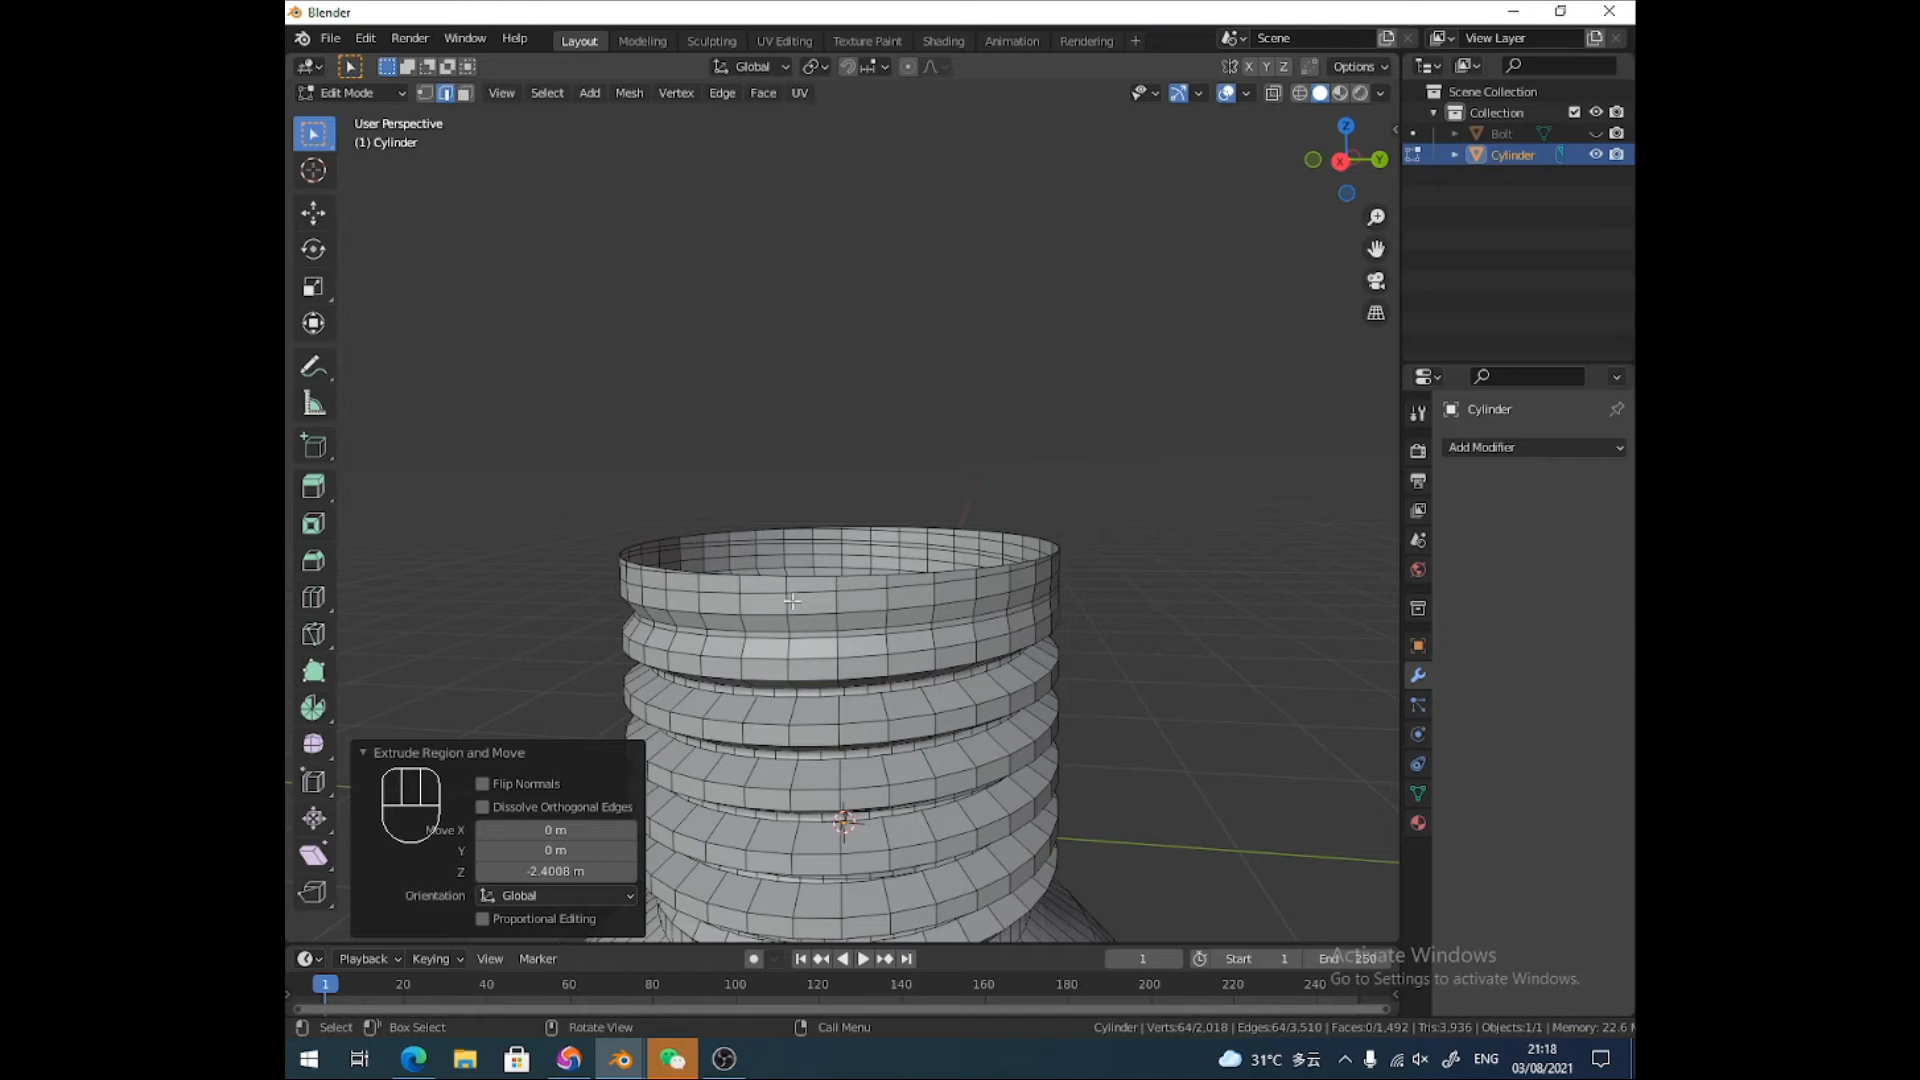 Blender
File Edit Render Window Help Layout Modeling Sculpting UV Editing Texture Paint Shading Animation Rendering + Scene View Layer
Global X Y Z Options
Edit Mode View Select Add Mesh Vertex Edge Face UV
User Perspective
(1) Cylinder
Z
Y
X
Scene Collection
Collection
Bolt
Cylinder
Cylinder
Add Modifier
Extrude Region and Move
Flip Normals
Dissolve Orthogonal Edges
Move X 0 m
Y 0 m
Z -2.4008 m
Orientation Global
Proportional Editing
Playback Keying View Marker 1 Start 1 End 250
1 20 40 60 80 100 120 140 160 180 200 220 240
Activate Windows
Go to Settings to activate Windows.
Select Box Select Rotate View Call Menu Cylinder | Verts:64/2,018 | Edges:64/3,510 | Faces:0/1,492 | Tris:3,936 | Objects:1/1 | Memory: 22.6
31°C 多云 ENG 21:18
03/08/2021